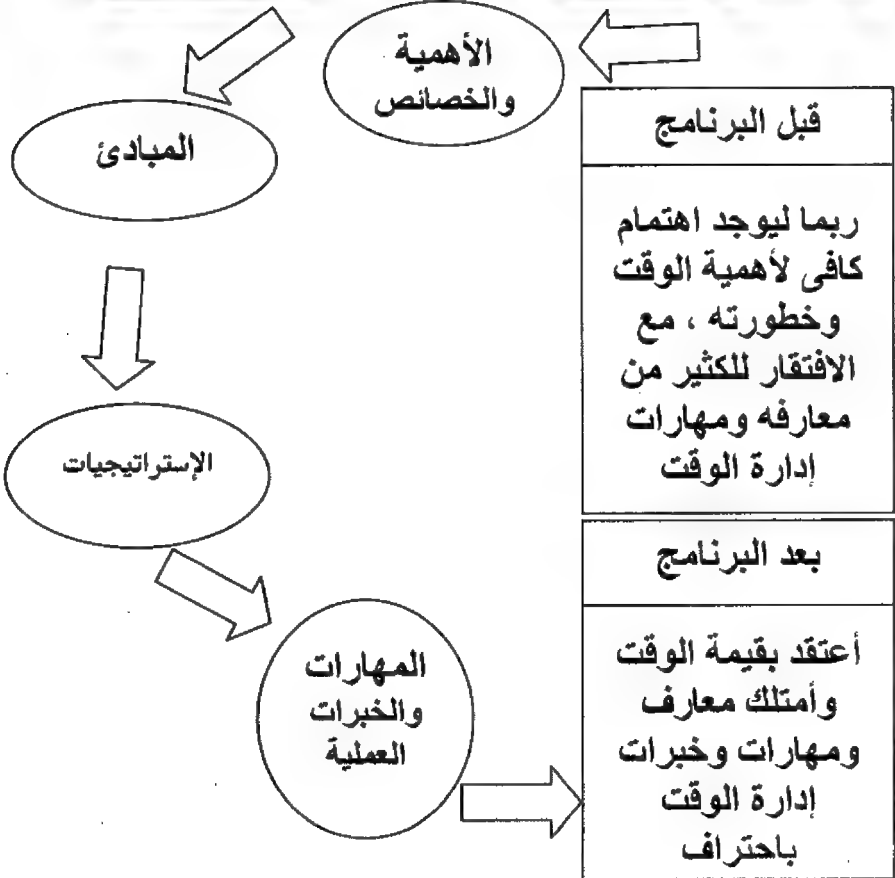 قبل البرنامج
ربما ليوجد اهتمام
كافى لأهمية الوقت
وخطورته ، مع
الافتقار للكثير من
معارفه ومهارات
إدارة الوقت
الأهمية
والخصائص
المبادئ
الإستراتيجيات
المهارات
والخبرات
العملية
بعد البرنامج
أعتقد بقيمة الوقت
وأمتلك معارف
ومهارات وخبرات
إدارة الوقت
باحتراف